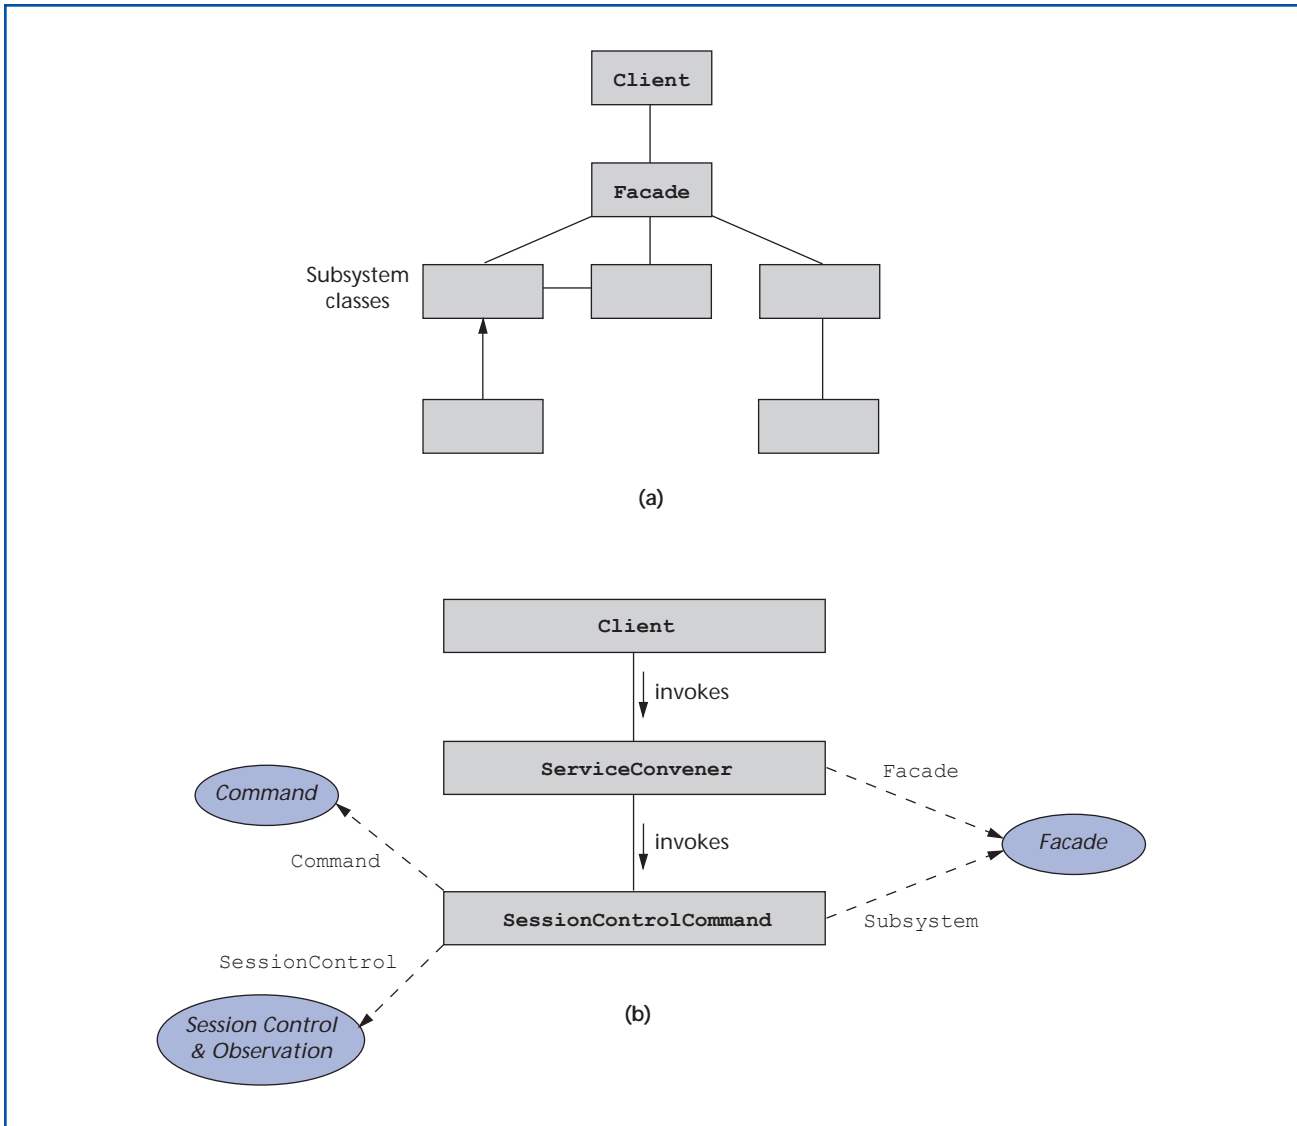 Client
Facade
Subsystem
classes
(a)
Client
invokes
ServiceConvener
Facade
Command
invokes
Facade
Command
SessionControlCommand
Subsystem
SessionControl
(b)
Session Control
& Observation